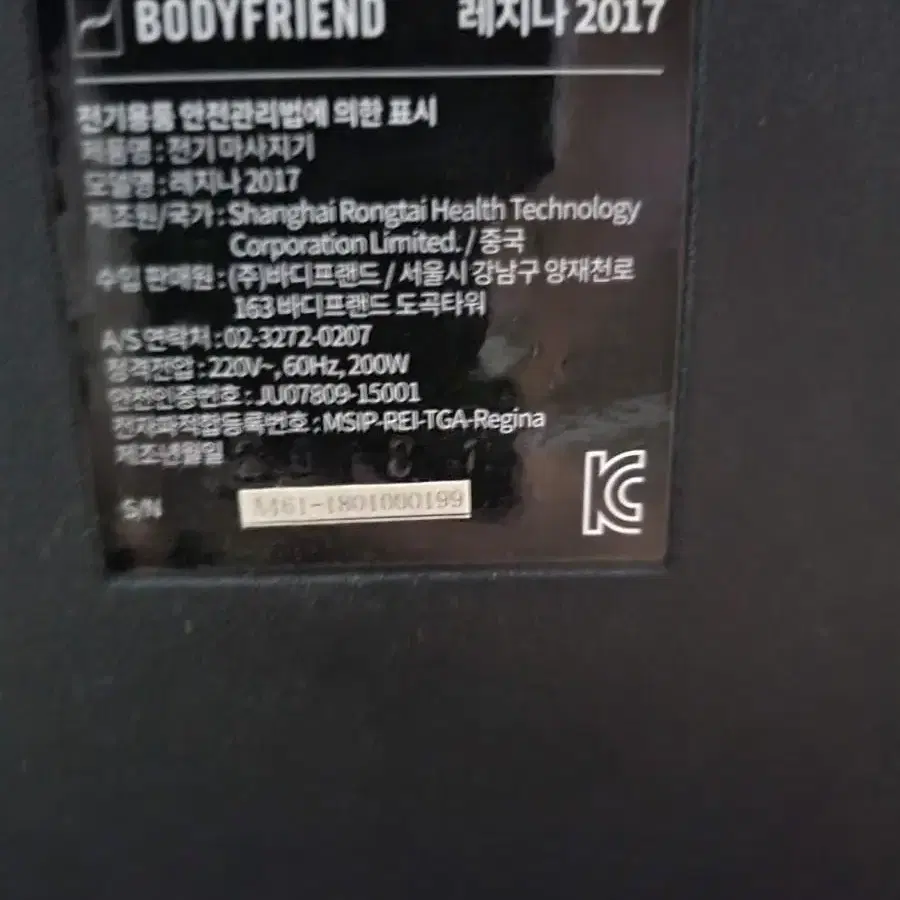 BODYFRIEND 레지나 2017
전기용품 안전관리법에 의한 표시
제품명 : 전기 마사지기
모델명 : 레지나 2017
제조원/국가 : Shanghai Rongtai Health Technology
Corporation Limited. / 중국
수입 판매원 : (주)바디프랜드 / 서울시 강남구 양재천로
163 바디프랜드 도곡타워
A/S 연락처 : 02-3272-0207
정격전압 : 220V~, 60Hz, 200W
안전인증번호 : JU07809-15001
전자파적합등록번호 : MSIP-REI-TGA-Regina
제조년월일
S/N A461-1801000199